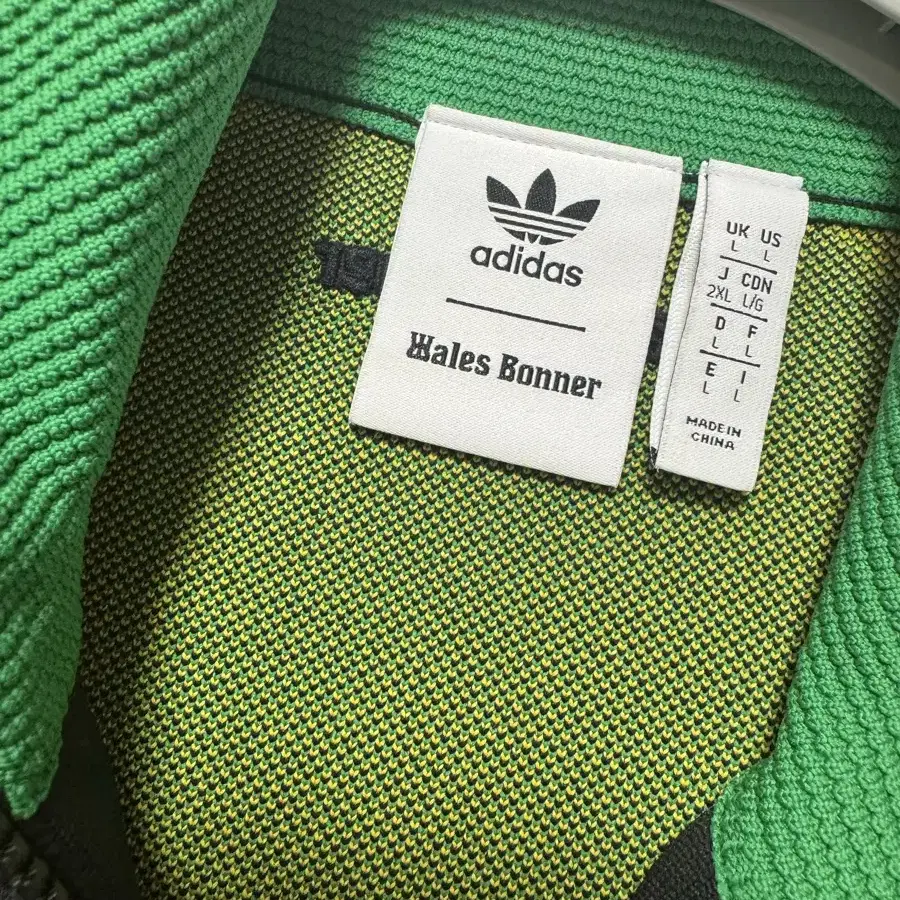 adidas
Wales Bonner
UK US
L L
J CDN
2XL L/G
D F
L L
E I
L L
MADE IN
CHINA